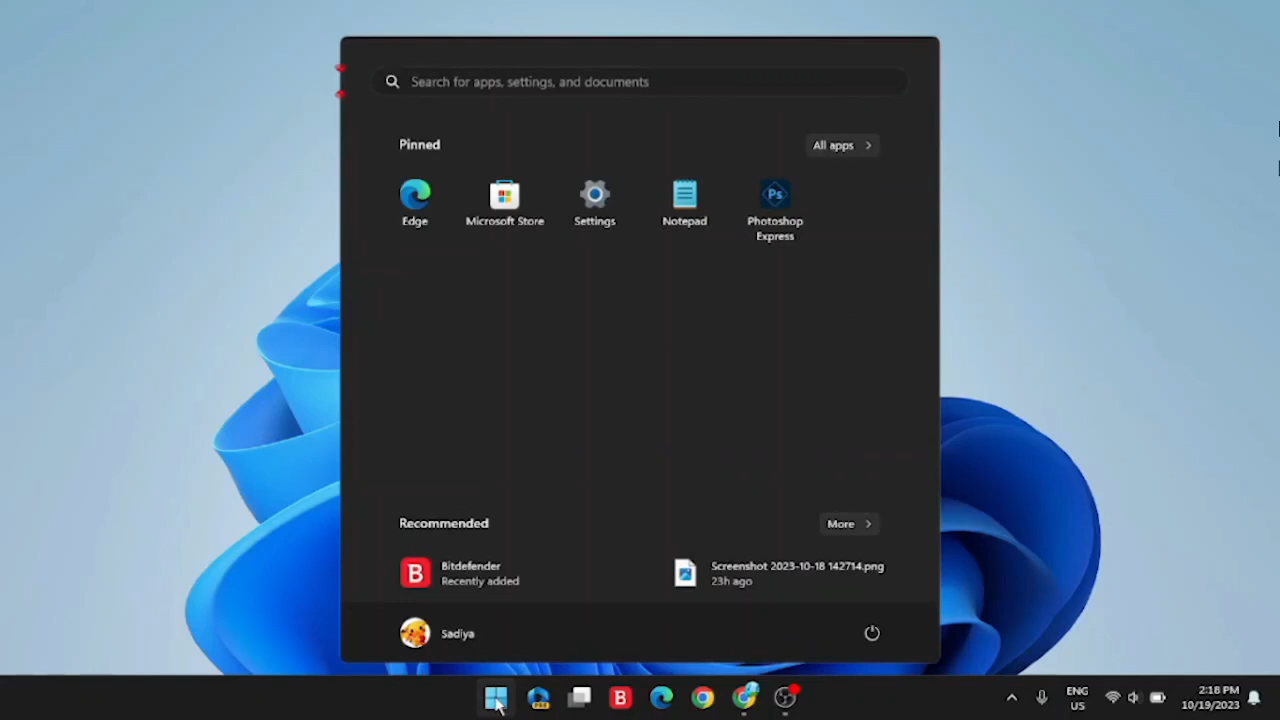 Search for apps, settings, and documents
Pinned
All apps
Edge
Microsoft Store
Settings
Notepad
Ps
Photoshop
Express
Recommended
More
B
Bitdefender
Recently added
Screenshot 2023-10-18 142714.png
23h ago
Sadiya
PRE
B
ENG
US
2:18 PM
10/19/2023